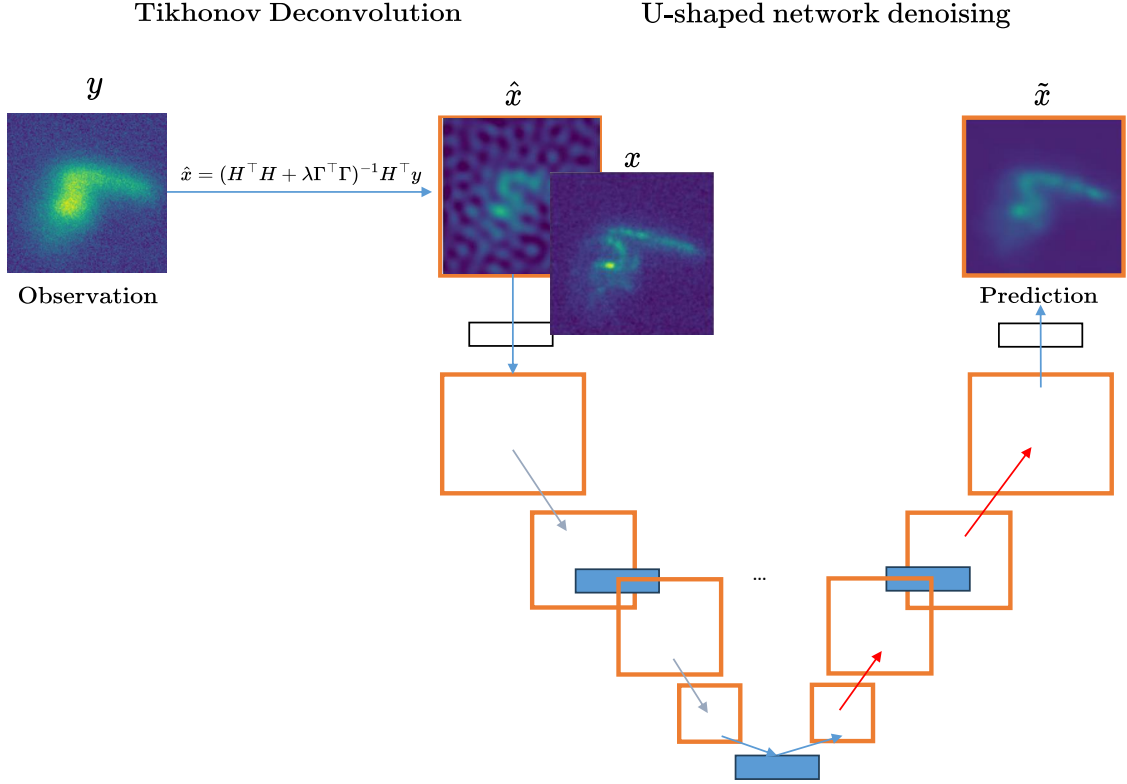 Tikhonov Deconvolution
U-shaped network denoising
y
x̂
x̃
x
x̂ = (H⊤H + λΓ⊤Γ)−1H⊤y
Observation
Prediction
...